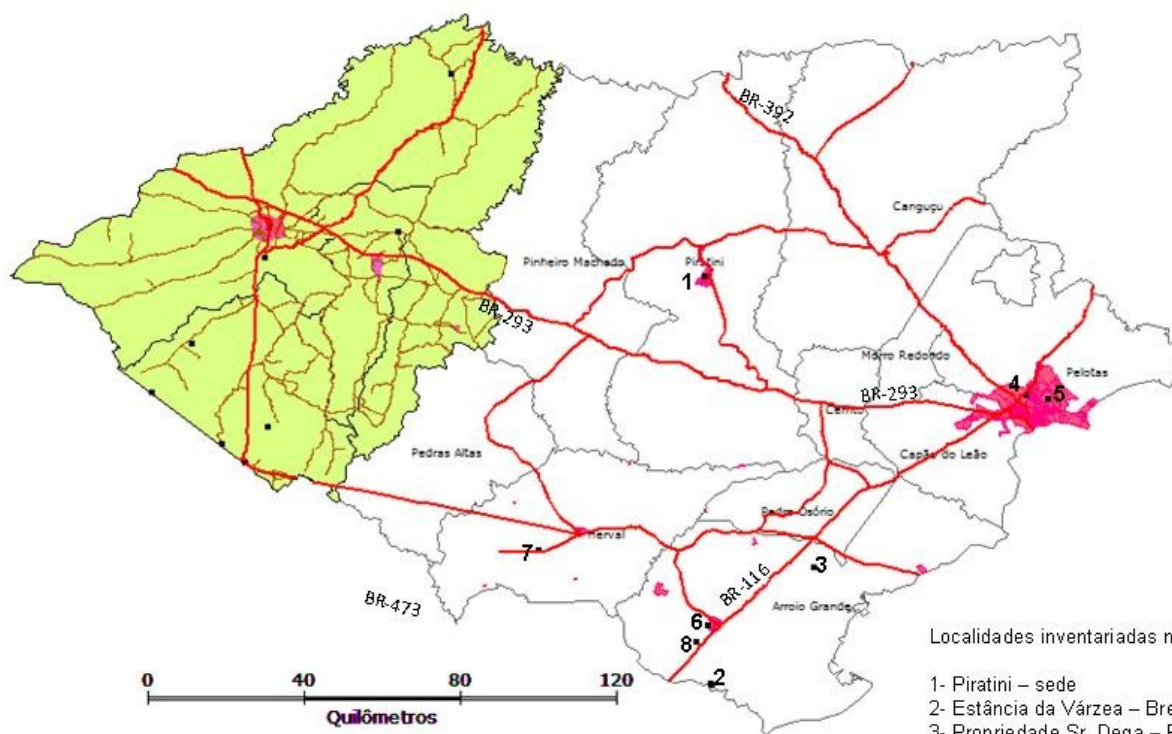 BR-392
Canguçu
Pinheiro Machado
Piratini
1
BR-293
Morro Redondo
Pelotas
4
5
BR-293
Cerrito
Pedras Altas
Capão do Leão
Pedro Osório
Herval
7
3
BR-116
BR-473
Arroio Grande
6
8
2
Localidades inventariadas n
0 40 80 120
Quilômetros
1- Piratini – sede
2- Estância da Várzea – Bre
3- Propriedade Sr. Dega –